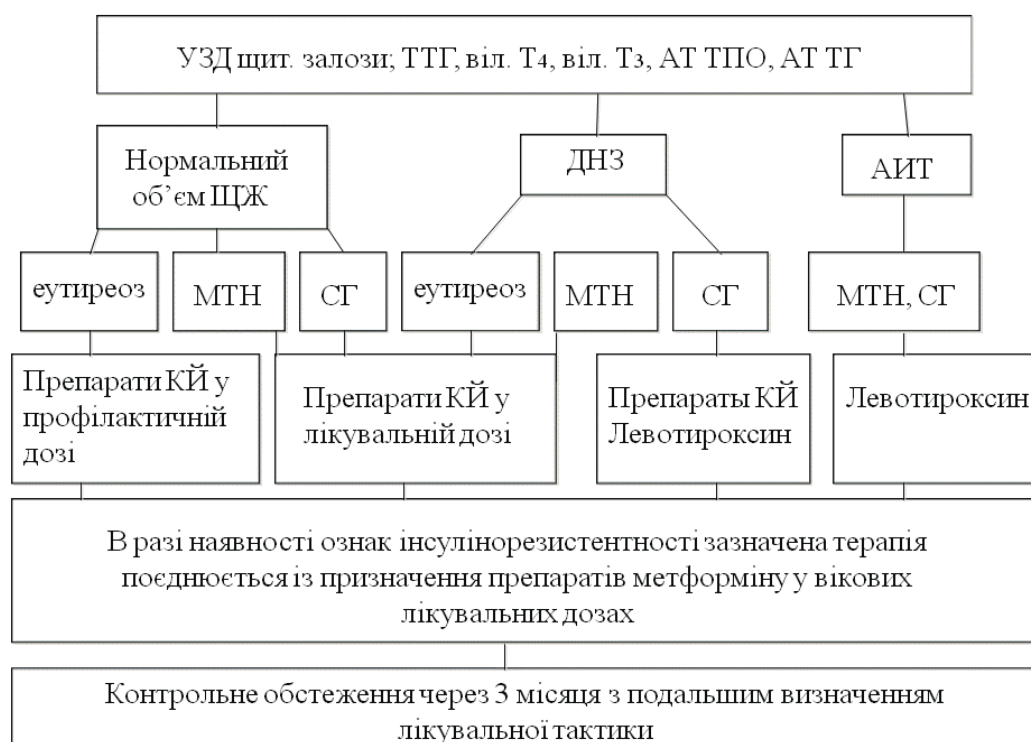 УЗД щит. залози; ТТГ, віл. Т4, віл. Т3, АТ ТПО, АТ ТГ
Нормальний
об’єм ЩЖ
ДНЗ
АИТ
еутиреоз
МТН
СГ
еутиреоз
МТН
СГ
МТН, СГ
Препарати КЙ у
профілактичній
дозі
Препарати КЙ у
лікувальній дозі
Препараты КЙ
Левотироксин
Левотироксин
В разі наявності ознак інсулінорезистентності зазначена терапія
поєднюється із призначення препаратів метформіну у вікових
лікувальних дозах
Контрольне обстеження через 3 місяця з подальшим визначенням
лікувальної тактики